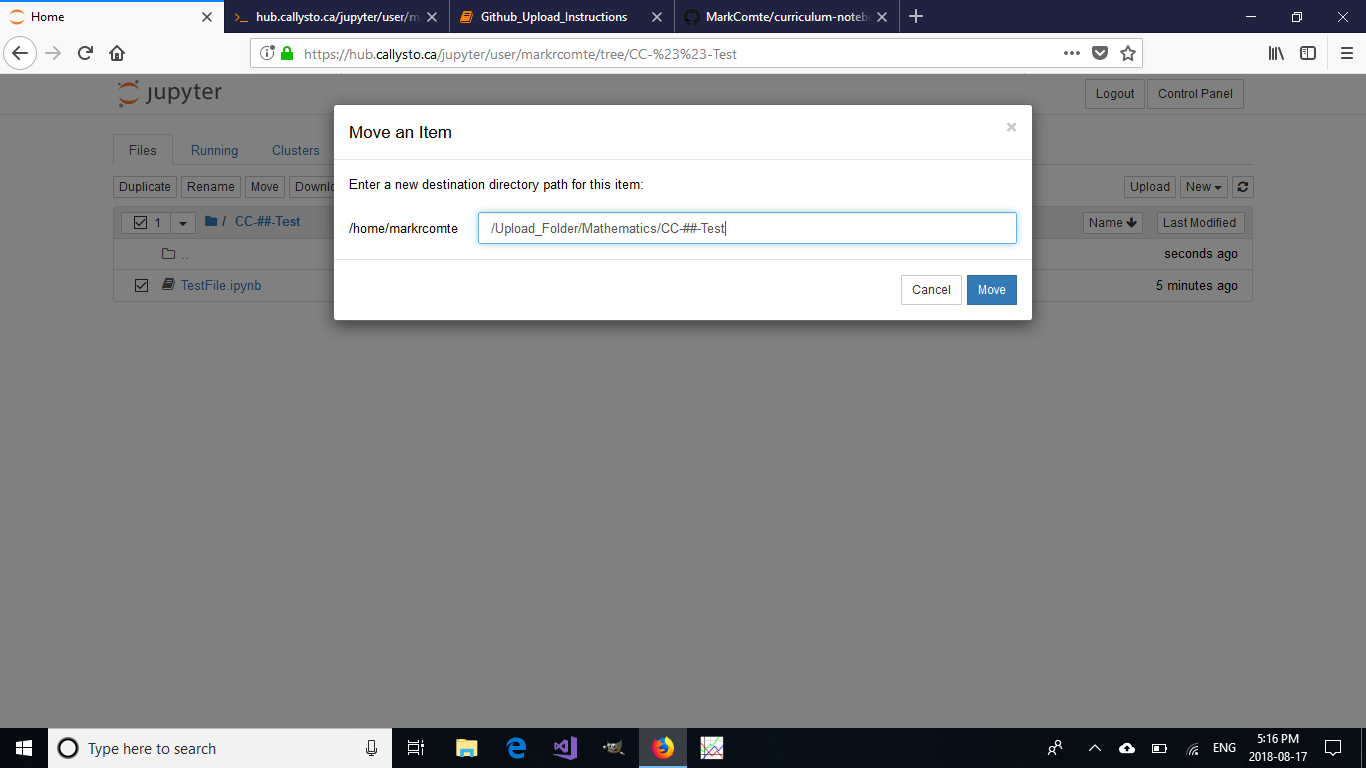 Home
hub.callysto.ca/jupyter/user/m
Github_Upload_Instructions
MarkComte/curriculum-noteb
https://hub.callysto.ca/jupyter/user/markrcomte/tree/CC-%23%23-Test
jupyter
Logout
Control Panel
Move an Item
×
Files
Running
Clusters
Enter a new destination directory path for this item:
Duplicate
Rename
Move
Downlo
Upload
New
1
/
CC-##-Test
/home/markrcomte
/Upload_Folder/Mathematics/CC-##-Test
Name
Last Modified
..
seconds ago
TestFile.ipynb
5 minutes ago
Cancel
Move
Type here to search
ENG
5:16 PM
2018-08-17